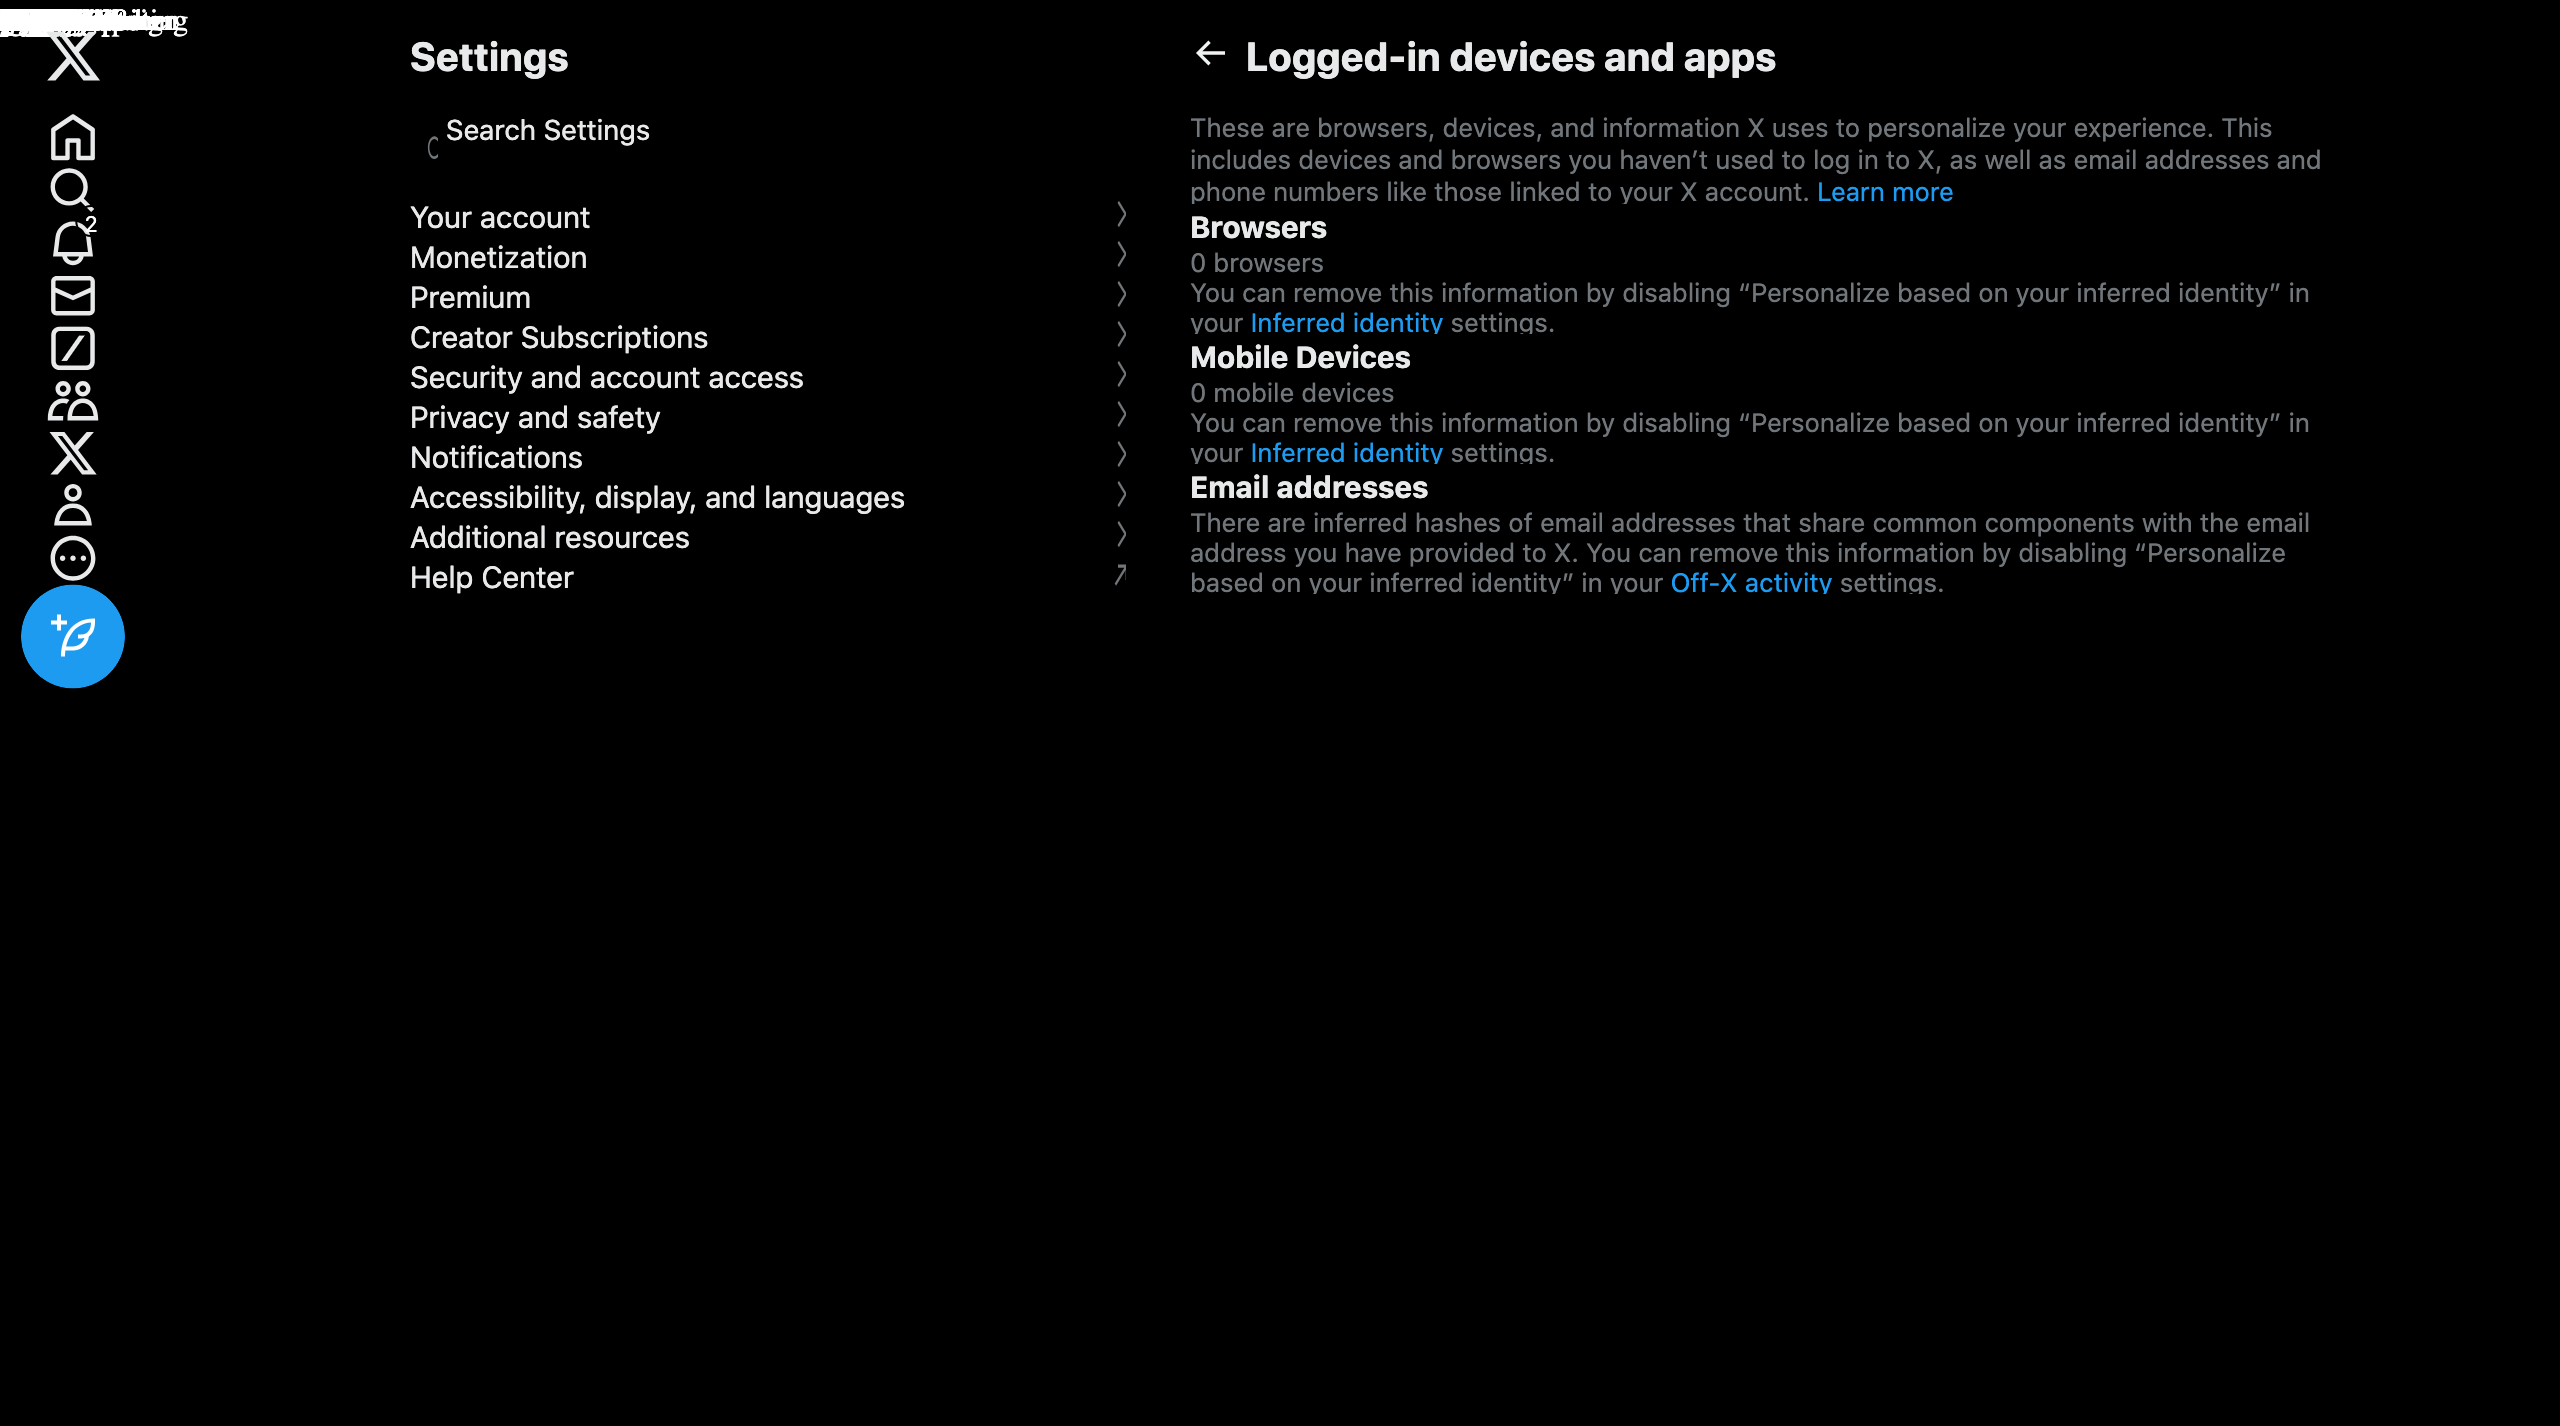 2
Settings
Search Settings
Your account
Monetization
Premium
Creator Subscriptions
Security and account access
Privacy and safety
Notifications
Accessibility, display, and languages
Additional resources
Help Center
Logged-in devices and apps
These are browsers, devices, and information X uses to personalize your experience. This
includes devices and browsers you haven’t used to log in to X, as well as email addresses and
phone numbers like those linked to your X account. Learn more
Browsers
0 browsers
You can remove this information by disabling “Personalize based on your inferred identity” in
your Inferred identity settings.
Mobile Devices
0 mobile devices
You can remove this information by disabling “Personalize based on your inferred identity” in
your Inferred identity settings.
Email addresses
There are inferred hashes of email addresses that share common components with the email
address you have provided to X. You can remove this information by disabling “Personalize
based on your inferred identity” in your Off-X activity settings.